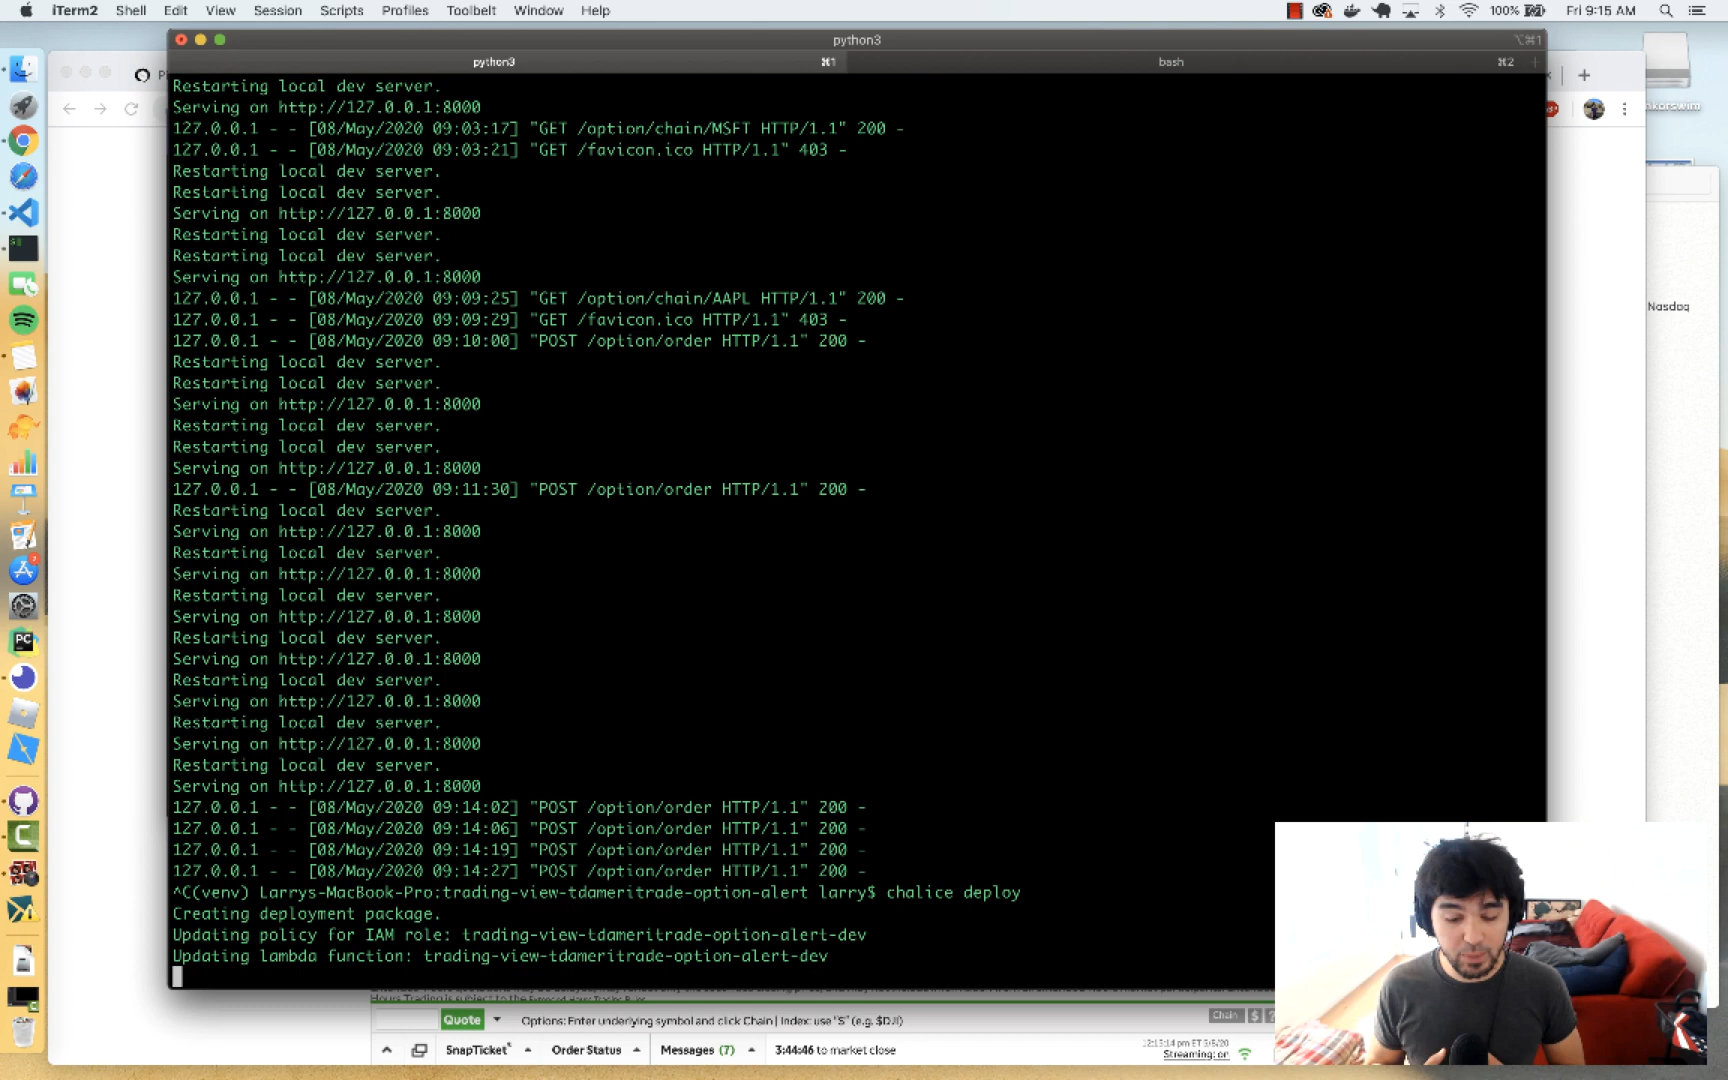 iTerm2 Shell Edit View Session Scripts Profiles Toolbelt Window Help
100% Fri 9:15 AM
python3
⌥⌘1
python3 ⌘1 bash ⌘2
Restarting local dev server.
Serving on http://127.0.0.1:8000
127.0.0.1 - - [08/May/2020 09:03:17] "GET /option/chain/MSFT HTTP/1.1" 200 -
127.0.0.1 - - [08/May/2020 09:03:21] "GET /favicon.ico HTTP/1.1" 403 -
Restarting local dev server.
Restarting local dev server.
Serving on http://127.0.0.1:8000
Restarting local dev server.
Restarting local dev server.
Serving on http://127.0.0.1:8000
127.0.0.1 - - [08/May/2020 09:09:25] "GET /option/chain/AAPL HTTP/1.1" 200 -
127.0.0.1 - - [08/May/2020 09:09:29] "GET /favicon.ico HTTP/1.1" 403 -
127.0.0.1 - - [08/May/2020 09:10:00] "POST /option/order HTTP/1.1" 200 -
Restarting local dev server.
Restarting local dev server.
Serving on http://127.0.0.1:8000
Restarting local dev server.
Restarting local dev server.
Serving on http://127.0.0.1:8000
127.0.0.1 - - [08/May/2020 09:11:30] "POST /option/order HTTP/1.1" 200 -
Restarting local dev server.
Serving on http://127.0.0.1:8000
Restarting local dev server.
Serving on http://127.0.0.1:8000
Restarting local dev server.
Serving on http://127.0.0.1:8000
Restarting local dev server.
Serving on http://127.0.0.1:8000
Restarting local dev server.
Serving on http://127.0.0.1:8000
Restarting local dev server.
Serving on http://127.0.0.1:8000
Restarting local dev server.
Serving on http://127.0.0.1:8000
127.0.0.1 - - [08/May/2020 09:14:02] "POST /option/order HTTP/1.1" 200 -
127.0.0.1 - - [08/May/2020 09:14:06] "POST /option/order HTTP/1.1" 200 -
127.0.0.1 - - [08/May/2020 09:14:19] "POST /option/order HTTP/1.1" 200 -
127.0.0.1 - - [08/May/2020 09:14:27] "POST /option/order HTTP/1.1" 200 -
^C(venv) Larrys-MacBook-Pro:trading-view-tdameritrade-option-alert larry$ chalice deploy
Creating deployment package.
Updating policy for IAM role: trading-view-tdameritrade-option-alert-dev
Updating lambda function: trading-view-tdameritrade-option-alert-dev
Nasdaq
Quote Options: Enter underlying symbol and click Chain | Index: use "$" (e.g. $DJI) Chain $ ?
SnapTicket Order Status Messages (7) 3:44:46 to market close
Streaming: on
PC